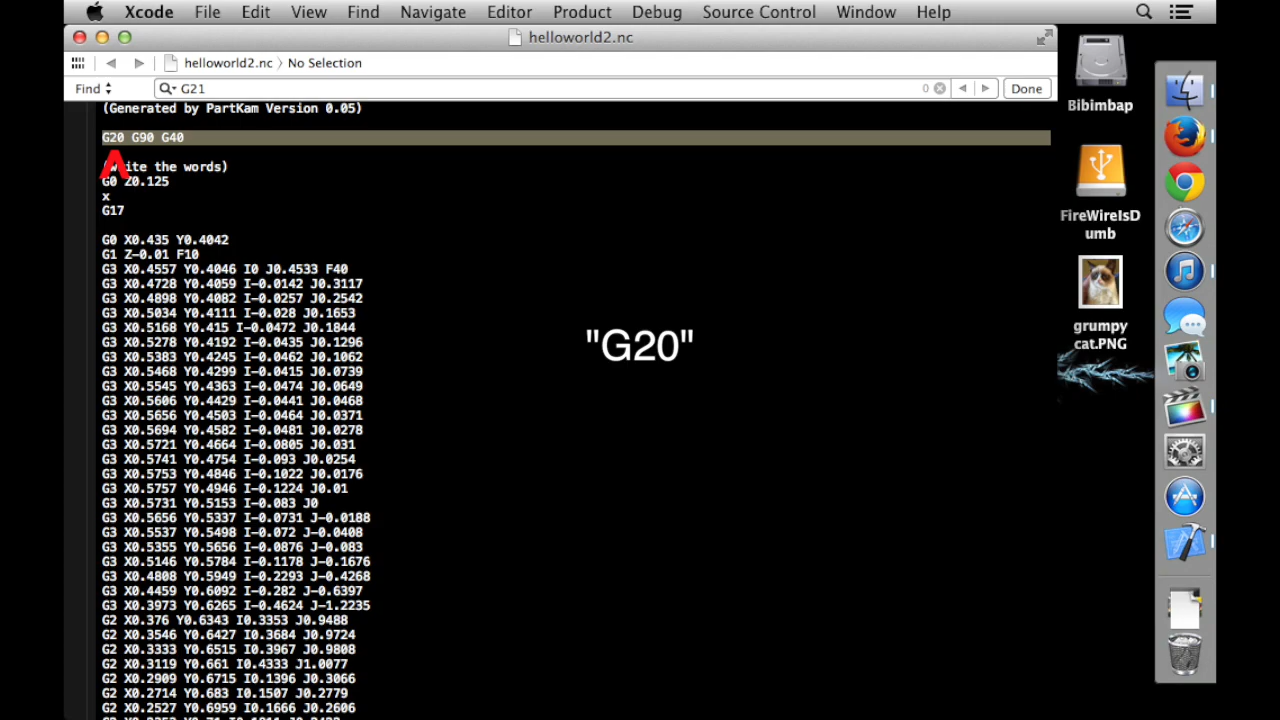 Xcode File Edit View Find Navigate Editor Product Debug Source Control Window Help
helloworld2.nc
helloworld2.nc 〉 No Selection
Find G21 0 Done
(Generated by PartKam Version 0.05)
G20 G90 G40
ite the words)
G0 Z0.125
x
G17
G0 X0.435 Y0.4042
G1 Z-0.01 F10
G3 X0.4557 Y0.4046 I0 J0.4533 F40
G3 X0.4728 Y0.4059 I-0.0142 J0.3117
G3 X0.4898 Y0.4082 I-0.0257 J0.2542
G3 X0.5034 Y0.4111 I-0.028 J0.1653
G3 X0.5168 Y0.415 I-0.0472 J0.1844
G3 X0.5278 Y0.4192 I-0.0435 J0.1296
G3 X0.5383 Y0.4245 I-0.0462 J0.1062
G3 X0.5468 Y0.4299 I-0.0415 J0.0739
G3 X0.5545 Y0.4363 I-0.0474 J0.0649
G3 X0.5606 Y0.4429 I-0.0441 J0.0468
G3 X0.5656 Y0.4503 I-0.0464 J0.0371
G3 X0.5694 Y0.4582 I-0.0481 J0.0278
G3 X0.5721 Y0.4664 I-0.0805 J0.031
G3 X0.5741 Y0.4754 I-0.093 J0.0254
G3 X0.5753 Y0.4846 I-0.1022 J0.0176
G3 X0.5757 Y0.4946 I-0.1224 J0.01
G3 X0.5731 Y0.5153 I-0.083 J0
G3 X0.5656 Y0.5337 I-0.0731 J-0.0188
G3 X0.5537 Y0.5498 I-0.072 J-0.0408
G3 X0.5355 Y0.5656 I-0.0876 J-0.083
G3 X0.5146 Y0.5784 I-0.1178 J-0.1676
G3 X0.4808 Y0.5949 I-0.2293 J-0.4268
G3 X0.4459 Y0.6092 I-0.282 J-0.6397
G3 X0.3973 Y0.6265 I-0.4624 J-1.2235
G2 X0.376 Y0.6343 I0.3353 J0.9488
G2 X0.3546 Y0.6427 I0.3684 J0.9724
G2 X0.3333 Y0.6515 I0.3967 J0.9808
G2 X0.3119 Y0.661 I0.4333 J1.0077
G2 X0.2909 Y0.6715 I0.1396 J0.3066
G2 X0.2714 Y0.683 I0.1507 J0.2779
G2 X0.2527 Y0.6958 I0.1666 J0.2606
"G20"
Bibimbap
FireWireIsD
umb
grumpy
cat.PNG